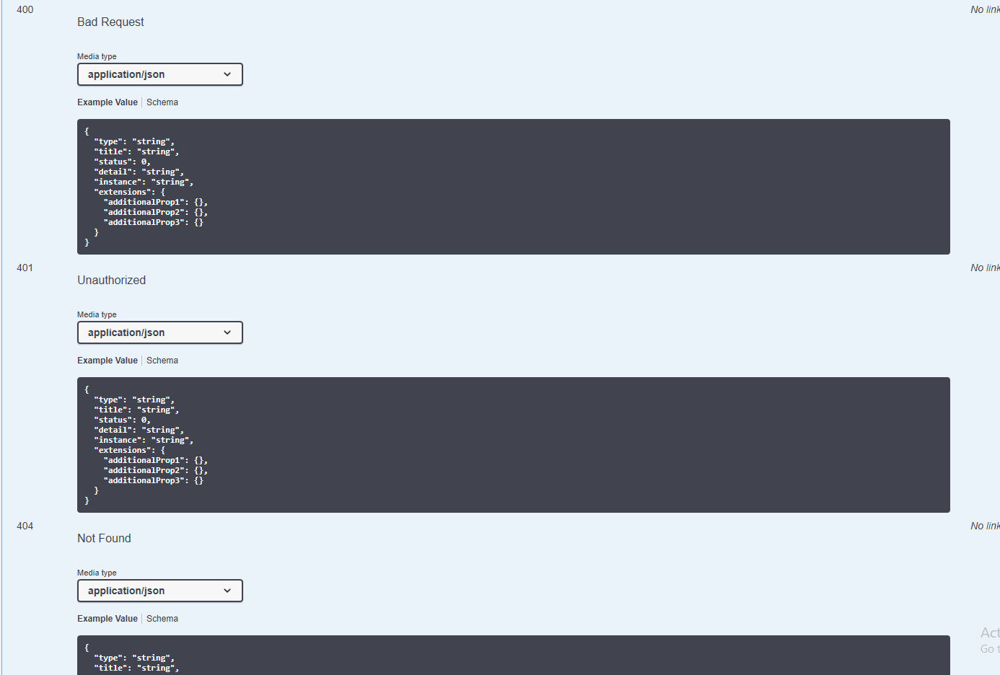 400
No link
Bad Request
Media type
application/json
Example Value
Schema
{
"type": "string",
"title": "string",
"status": 0,
"detail": "string",
"instance": "string",
"extensions": {
"additionalProp1": {},
"additionalProp2": {},
"additionalProp3": {}
}
}
401
No link
Unauthorized
Media type
application/json
Example Value
Schema
{
"type": "string",
"title": "string",
"status": 0,
"detail": "string",
"instance": "string",
"extensions": {
"additionalProp1": {},
"additionalProp2": {},
"additionalProp3": {}
}
}
404
No link
Not Found
Media type
application/json
Example Value
Schema
{
"type": "string",
"title": "string",
Act
Go t